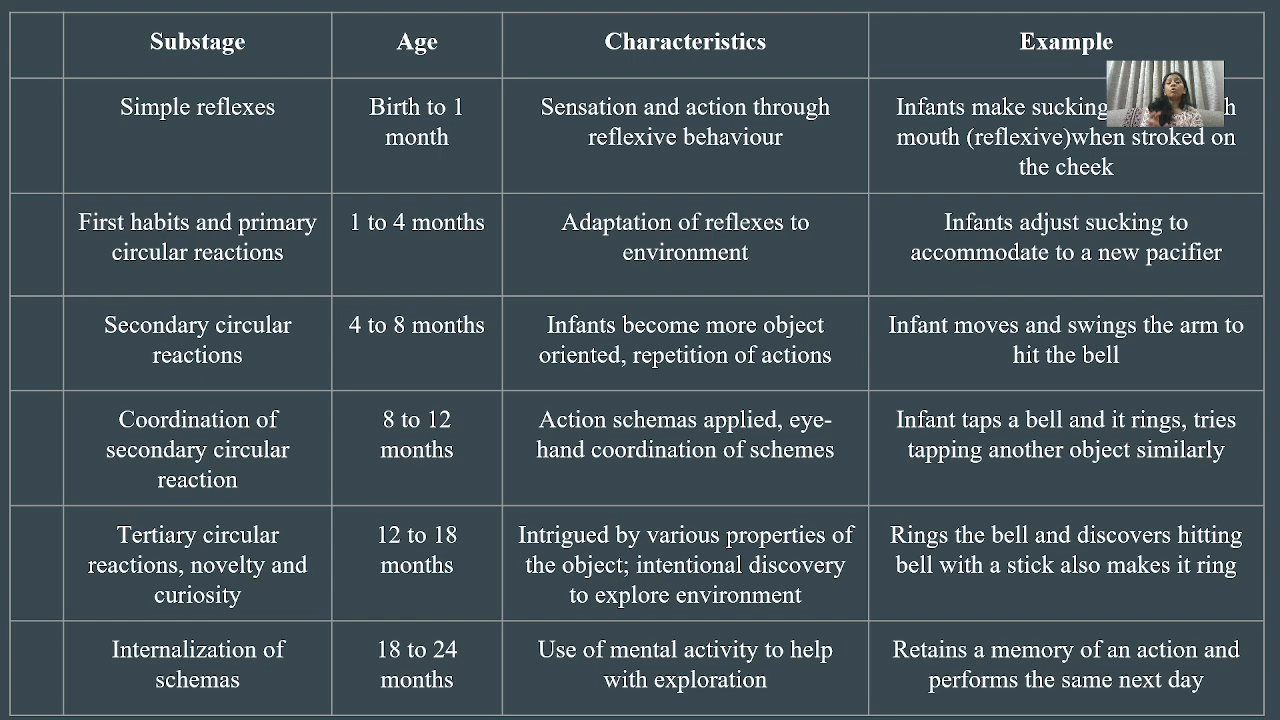 Substage
Age
Characteristics
Example
Simple reflexes
Birth to 1
month
Sensation and action through
reflexive behaviour
Infants make sucking
mouth (reflexive)when stroked on
the cheek
First habits and primary
circular reactions
1 to 4 months
Adaptation of reflexes to
environment
Infants adjust sucking to
accommodate to a new pacifier
Secondary circular
reactions
4 to 8 months
Infants become more object
oriented, repetition of actions
Infant moves and swings the arm to
hit the bell
Coordination of
secondary circular
reaction
8 to 12
months
Action schemas applied, eye-
hand coordination of schemes
Infant taps a bell and it rings, tries
tapping another object similarly
Tertiary circular
reactions, novelty and
curiosity
12 to 18
months
Intrigued by various properties of
the object; intentional discovery
to explore environment
Rings the bell and discovers hitting
bell with a stick also makes it ring
Internalization of
schemas
18 to 24
months
Use of mental activity to help
with exploration
Retains a memory of an action and
performs the same next day